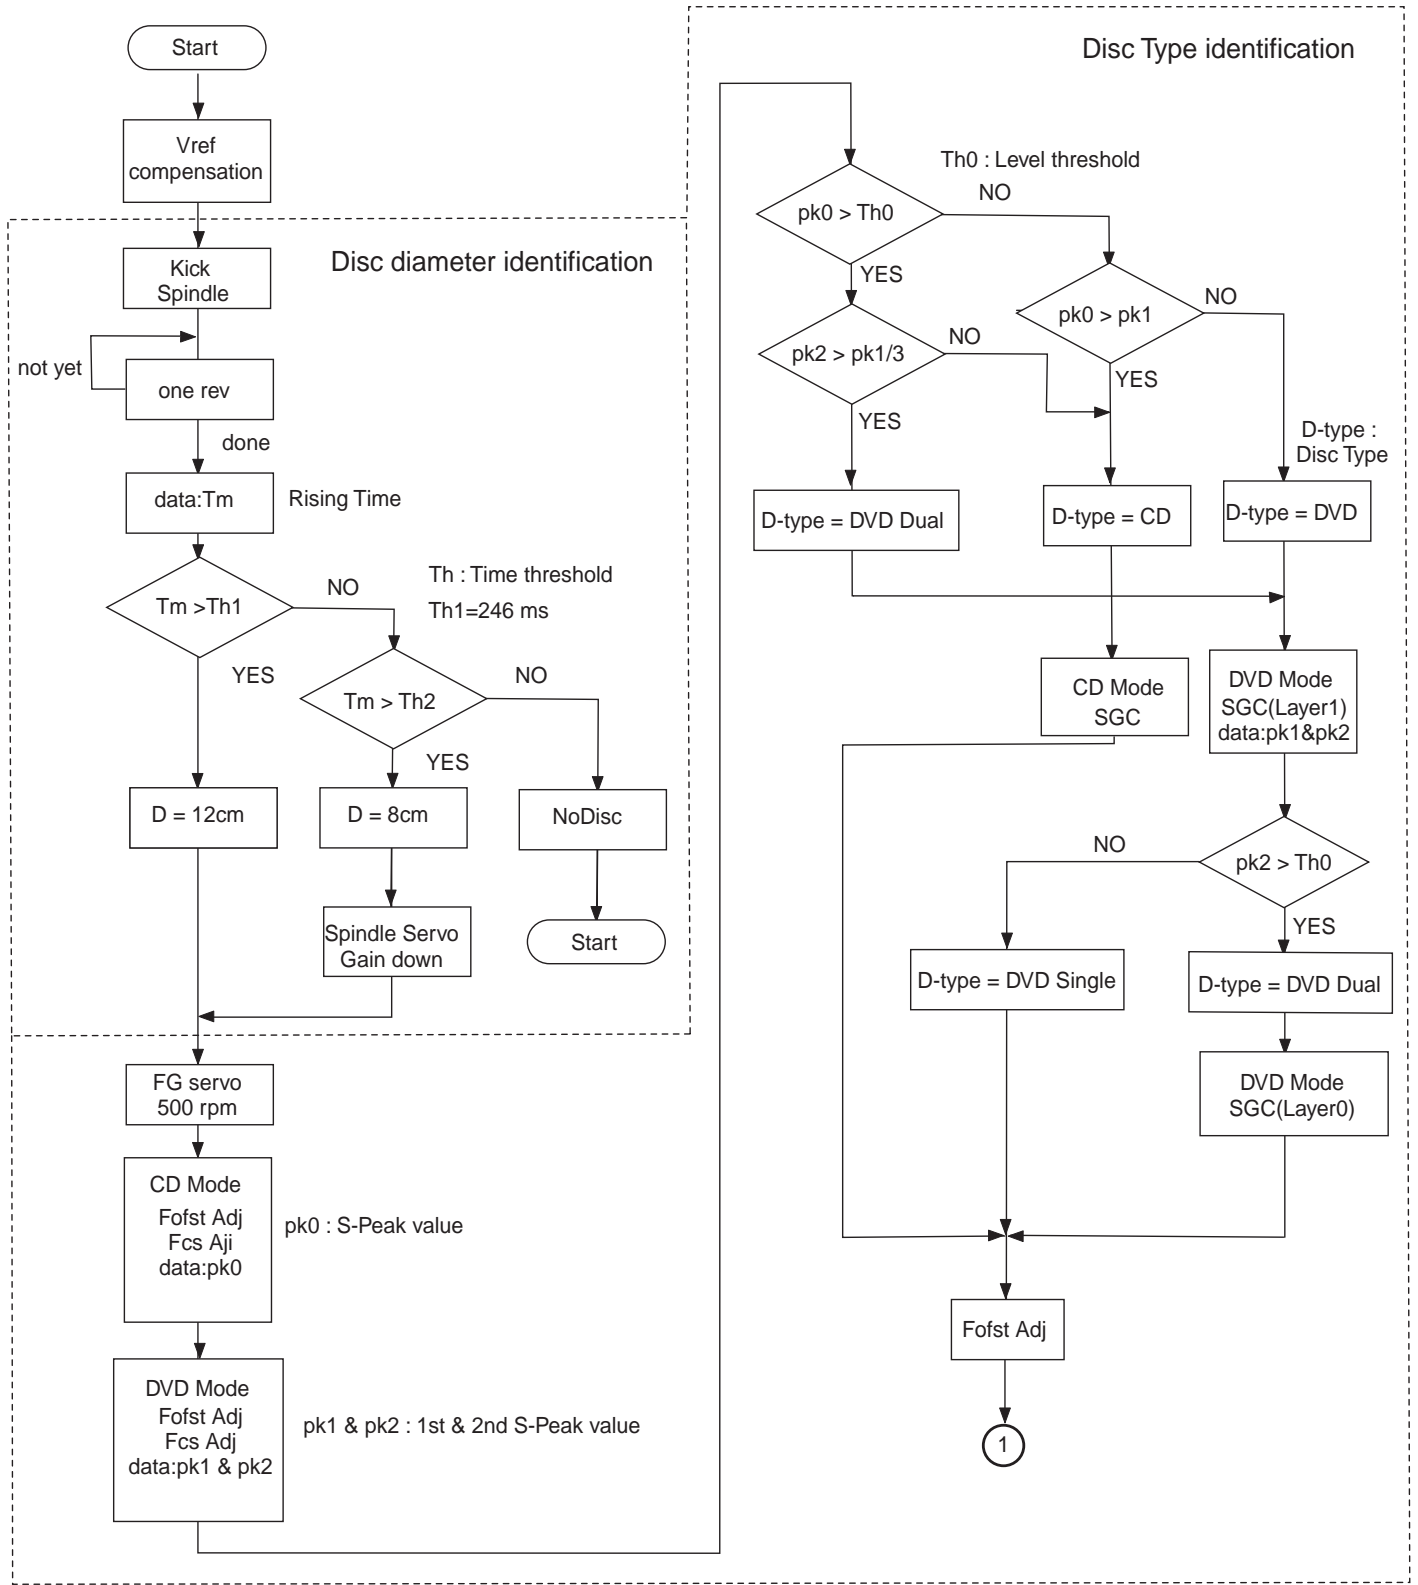 Start
Vref
compensation
Disc diameter identification
Kick
Spindle
not yet
one rev
done
data:Tm
Rising Time
Tm >Th1
NO
YES
Th : Time threshold
Th1=246 ms
Tm > Th2
NO
YES
D = 12cm
D = 8cm
NoDisc
Spindle Servo
Gain down
Start
FG servo
500 rpm
CD Mode
Fofst Adj
Fcs Aji
data:pk0
pk0 : S-Peak value
DVD Mode
Fofst Adj
Fcs Adj
data:pk1 & pk2
pk1 & pk2 : 1st & 2nd S-Peak value
Disc Type identification
Th0 : Level threshold
pk0 > Th0
NO
YES
pk0 > pk1
NO
YES
pk2 > pk1/3
NO
YES
D-type :
Disc Type
D-type = DVD Dual
D-type = CD
D-type = DVD
CD Mode
SGC
DVD Mode
SGC(Layer1)
data:pk1&pk2
pk2 > Th0
NO
YES
D-type = DVD Single
D-type = DVD Dual
DVD Mode
SGC(Layer0)
Fofst Adj
1